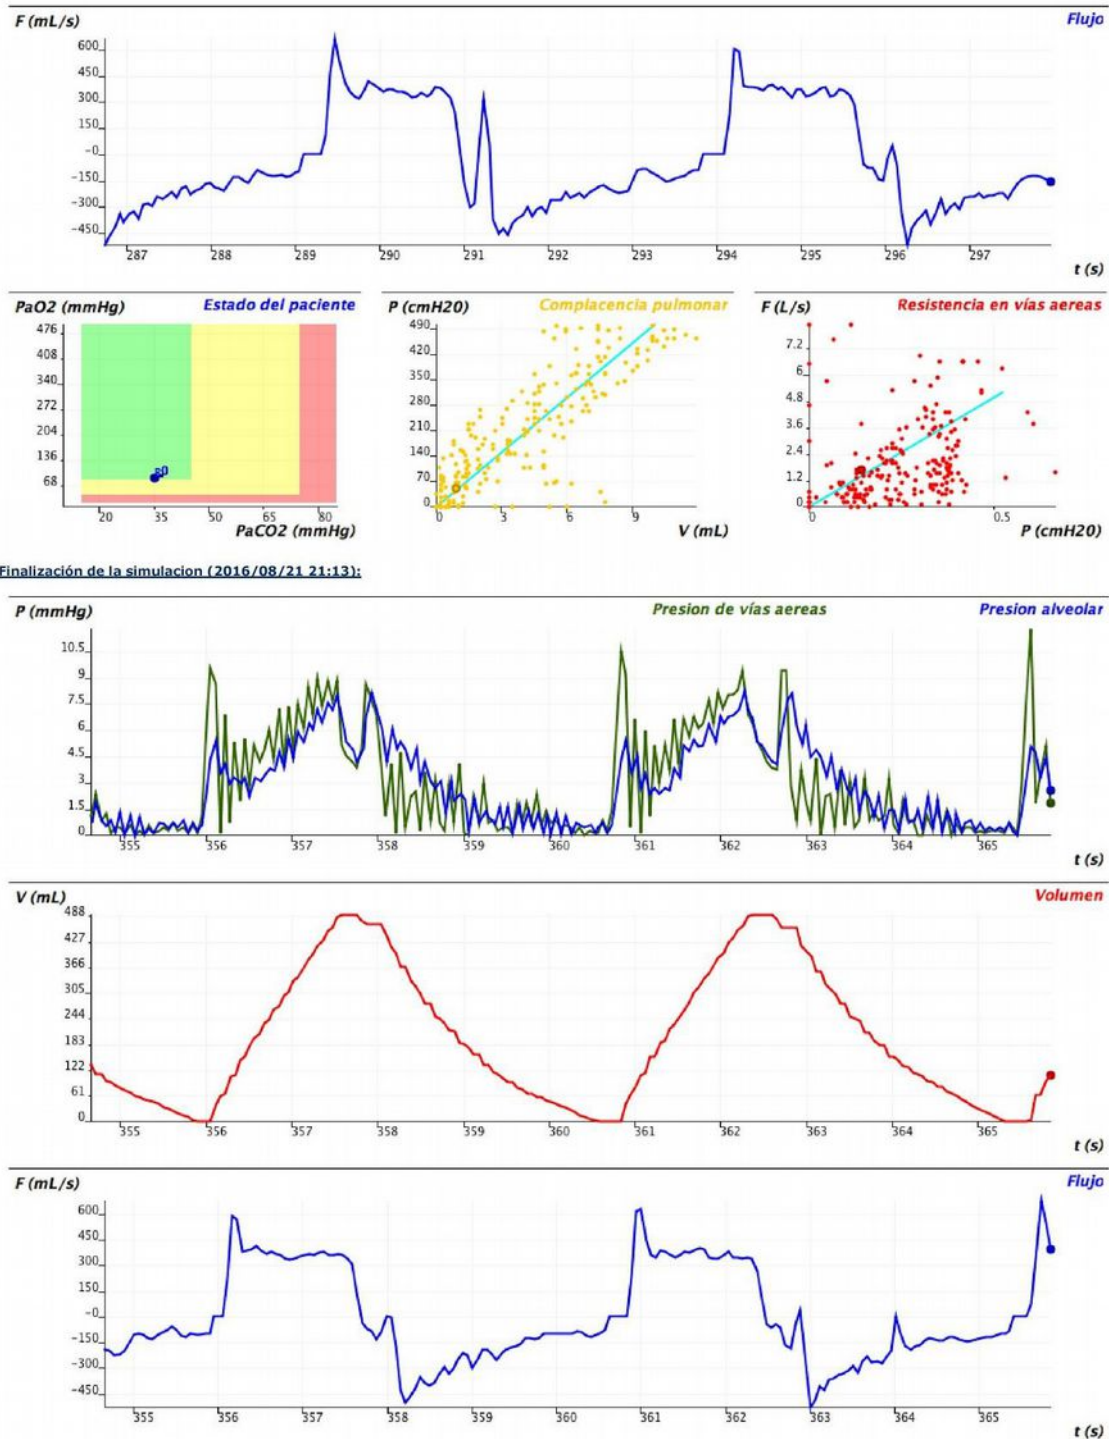 F (mL/s) Flujo
600
450
300
150
-0
-150
-300
-450
287 288 289 290 291 292 293 294 295 296 297
t (s)
PaO2 (mmHg) Estado del paciente
476
408
340
272
204
136
68
20 35 50 65 80
PaCO2 (mmHg)
P (cmH20) Complacencia pulmonar
490
420
350
280
210
140
70
0
0 3 6 9
V (mL)
F (L/s) Resistencia en vías aereas
7.2
6
4.8
3.6
2.4
1.2
0
0 0.5
P (cmH20)
Finalización de la simulacion (2016/08/21 21:13):
P (mmHg) Presion de vías aereas Presion alveolar
10.5
9
7.5
6
4.5
3
1.5
0
355 356 357 358 359 360 361 362 363 364 365
t (s)
V (mL) Volumen
488
427
366
305
244
183
122
61
0
355 356 357 358 359 360 361 362 363 364 365
t (s)
F (mL/s) Flujo
600
450
300
150
-0
-150
-300
-450
355 356 357 358 359 360 361 362 363 364 365
t (s)